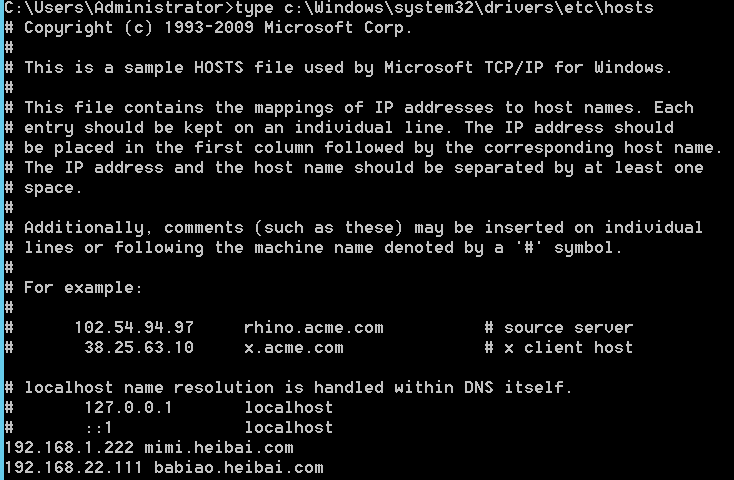 C:\Users\Administrator>type c:\Windows\system32\drivers\etc\hosts
# Copyright (c) 1993-2009 Microsoft Corp.
#
# This is a sample HOSTS file used by Microsoft TCP/IP for Windows.
#
# This file contains the mappings of IP addresses to host names. Each
# entry should be kept on an individual line. The IP address should
# be placed in the first column followed by the corresponding host name.
# The IP address and the host name should be separated by at least one
# space.
#
# Additionally, comments (such as these) may be inserted on individual
# lines or following the machine name denoted by a '#' symbol.
#
# For example:
#
#      102.54.94.97     rhino.acme.com          # source server
#       38.25.63.10     x.acme.com              # x client host

# localhost name resolution is handled within DNS itself.
#       127.0.0.1       localhost
#       ::1             localhost
192.168.1.222 mimi.heibai.com
192.168.22.111 babiao.heibai.com